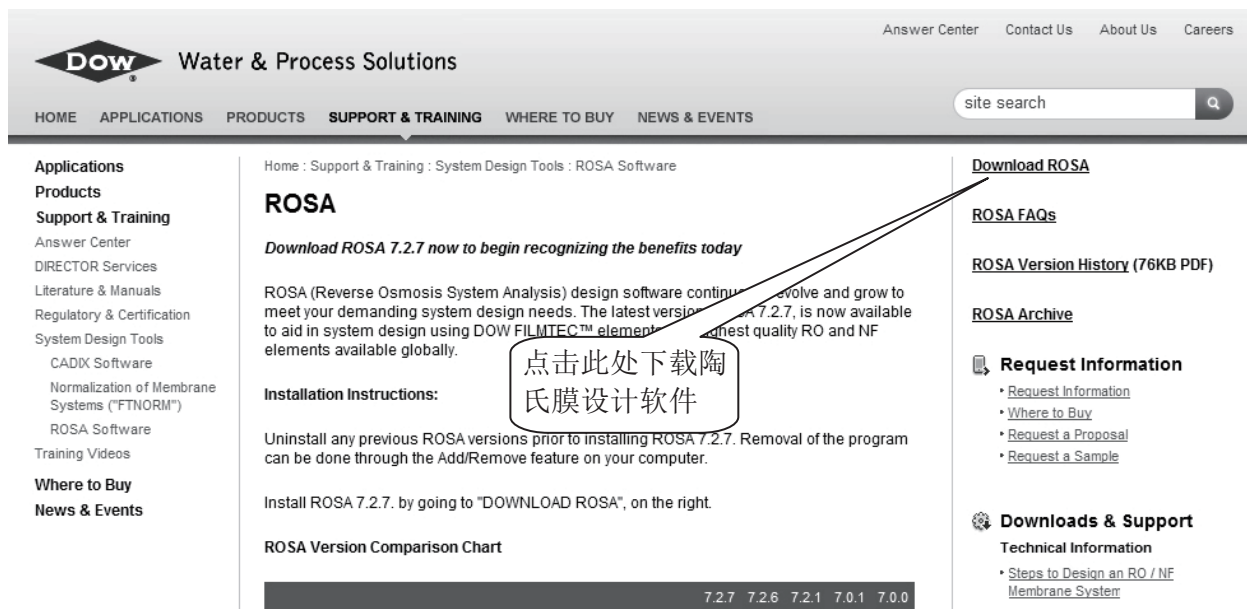 Answer Center Contact Us About Us Careers
DOW Water & Process Solutions
site search
HOME APPLICATIONS PRODUCTS SUPPORT & TRAINING WHERE TO BUY NEWS & EVENTS
Applications
Products
Support & Training
Answer Center
DIRECTOR Services
Literature & Manuals
Regulatory & Certification
System Design Tools
CADIX Software
Normalization of Membrane
Systems ("FTNORM")
ROSA Software
Training Videos
Where to Buy
News & Events
Home : Support & Training : System Design Tools : ROSA Software
ROSA
Download ROSA 7.2.7 now to begin recognizing the benefits today
ROSA (Reverse Osmosis System Analysis) design software continue evolve and grow to
meet your demanding system design needs. The latest version 7.2.7, is now available
to aid in system design using DOW FILMTEC™ elements highest quality RO and NF
elements available globally.
点击此处下载陶
氏膜设计软件
Installation Instructions:
Uninstall any previous ROSA versions prior to installing ROSA 7.2.7. Removal of the program
can be done through the Add/Remove feature on your computer.
Install ROSA 7.2.7. by going to "DOWNLOAD ROSA", on the right.
ROSA Version Comparison Chart
7.2.7 7.2.6 7.2.1 7.0.1 7.0.0
Download ROSA
ROSA FAQs
ROSA Version History (76KB PDF)
ROSA Archive
Request Information
Request Information
Where to Buy
Request a Proposal
Request a Sample
Downloads & Support
Technical Information
Steps to Design an RO / NF
Membrane System